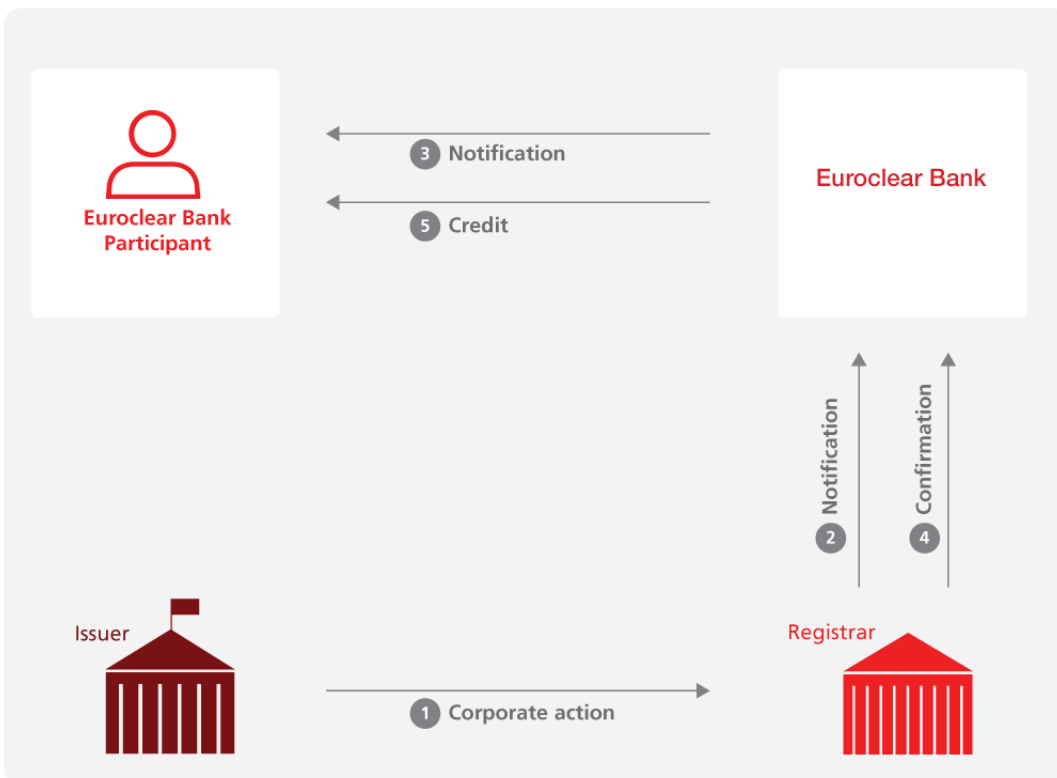 3 Notification
Euroclear Bank
Euroclear Bank
Participant
5 Credit
2 Notification
4 Confirmation
Issuer
Registrar
1 Corporate action